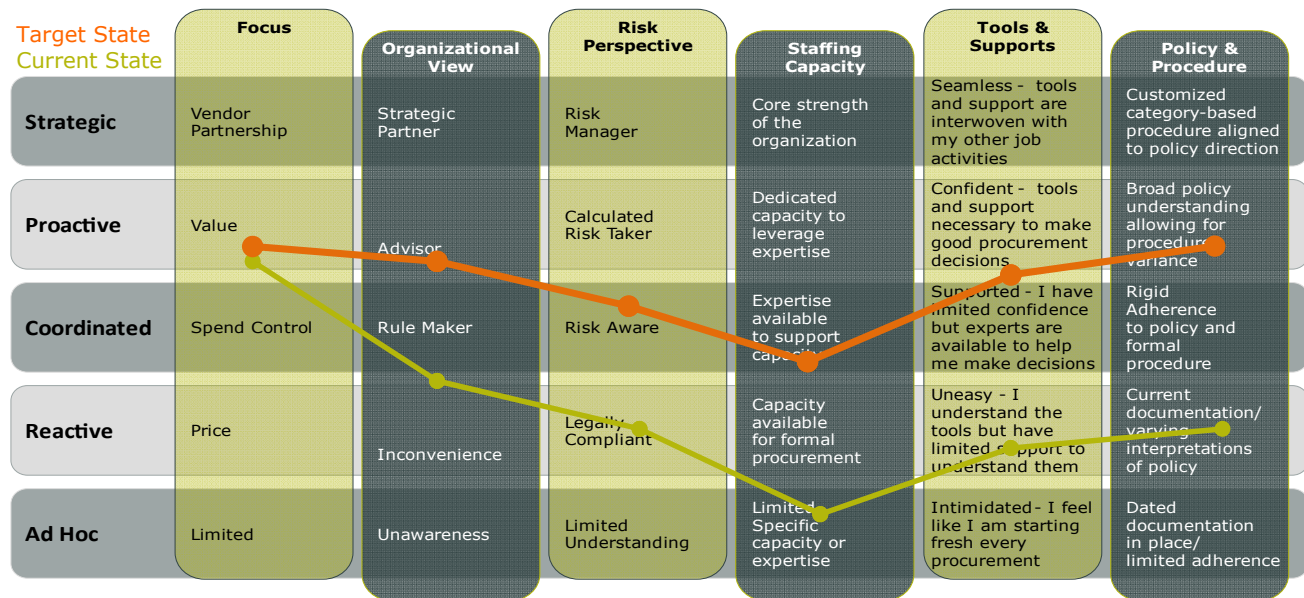 Target State
Current State
Focus
Organizational
View
Risk
Perspective
Staffing
Capacity
Tools &
Supports
Policy &
Procedure
Strategic
Vendor
Partnership
Strategic
Partner
Risk
Manager
Core strength
of the
organization
Seamless - tools
and support are
interwoven with
my other job
activities
Customized
category-based
procedure aligned
to policy direction
Proactive
Value
Advisor
Calculated
Risk Taker
Dedicated
capacity to
leverage
expertise
Confident - tools
and support
necessary to make
good procurement
decisions
Broad policy
understanding
allowing for
procedure
variance
Coordinated
Spend Control
Rule Maker
Risk Aware
Expertise
available
to support
capacity
Supported - I have
limited confidence
but experts are
available to help
me make decisions
Rigid
Adherence
to policy and
formal
procedure
Reactive
Price
Inconvenience
Legally
Compliant
Capacity
available
for formal
procurement
Uneasy - I
understand the
tools but have
limited support to
understand them
Current
documentation/
varying
interpretations
of policy
Ad Hoc
Limited
Unawareness
Limited
Understanding
Limited
Specific
capacity or
expertise
Intimidated - I feel
like I am starting
fresh every
procurement
Dated
documentation
in place/
limited adherence